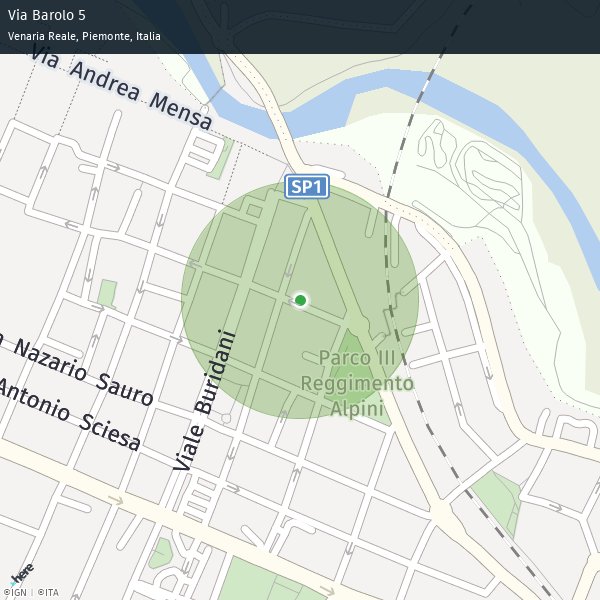 Via Barolo 5
Venaria Reale, Piemonte, Italia
Via Andrea Mensa
SP1
Viale Buridani
Parco III
Reggimento
Alpini
Nazario Sauro
Antonio Sciesa
here
©IGN | ©ITA